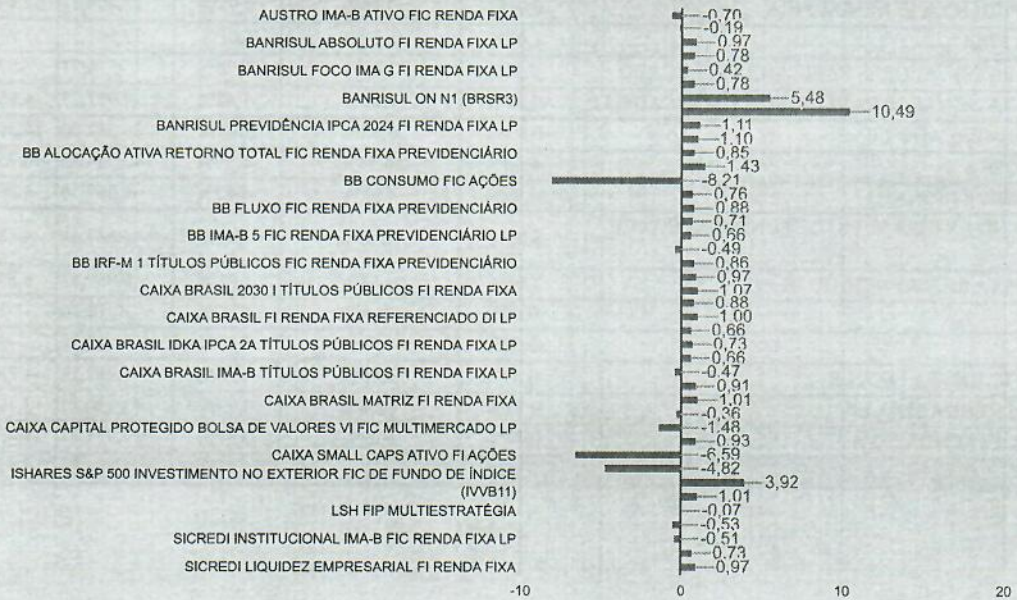 AUSTRO IMA-B ATIVO FIC RENDA FIXA -0,70
-0,19
BANRISUL ABSOLUTO FI RENDA FIXA LP 0,97
0,78
BANRISUL FOCO IMA G FI RENDA FIXA LP 0,42
0,78
BANRISUL ON N1 (BRSR3) 5,48
10,49
BANRISUL PREVIDÊNCIA IPCA 2024 FI RENDA FIXA LP 1,11
1,10
BB ALOCAÇÃO ATIVA RETORNO TOTAL FIC RENDA FIXA PREVIDENCIÁRIO 0,85
1,43
BB CONSUMO FIC AÇÕES -8,21
0,76
BB FLUXO FIC RENDA FIXA PREVIDENCIÁRIO 0,88
0,71
BB IMA-B 5 FIC RENDA FIXA PREVIDENCIÁRIO LP 0,66
-0,49
BB IRF-M 1 TÍTULOS PÚBLICOS FIC RENDA FIXA PREVIDENCIÁRIO 0,86
0,97
CAIXA BRASIL 2030 I TÍTULOS PÚBLICOS FI RENDA FIXA 1,07
0,88
CAIXA BRASIL FI RENDA FIXA REFERENCIADO DI LP 1,00
0,66
CAIXA BRASIL IDKA IPCA 2A TÍTULOS PÚBLICOS FI RENDA FIXA LP 0,73
0,66
CAIXA BRASIL IMA-B TÍTULOS PÚBLICOS FI RENDA FIXA LP -0,47
0,91
CAIXA BRASIL MATRIZ FI RENDA FIXA 1,01
-0,36
CAIXA CAPITAL PROTEGIDO BOLSA DE VALORES VI FIC MULTIMERCADO LP -1,48
0,93
CAIXA SMALL CAPS ATIVO FI AÇÕES -6,59
-4,82
ISHARES S&P 500 INVESTIMENTO NO EXTERIOR FIC DE FUNDO DE ÍNDICE
(IVVB11) 3,92
1,01
LSH FIP MULTIESTRATÉGIA -0,07
-0,53
SICREDI INSTITUCIONAL IMA-B FIC RENDA FIXA LP -0,51
0,73
SICREDI LIQUIDEZ EMPRESARIAL FI RENDA FIXA 0,97
-10 0 10 20